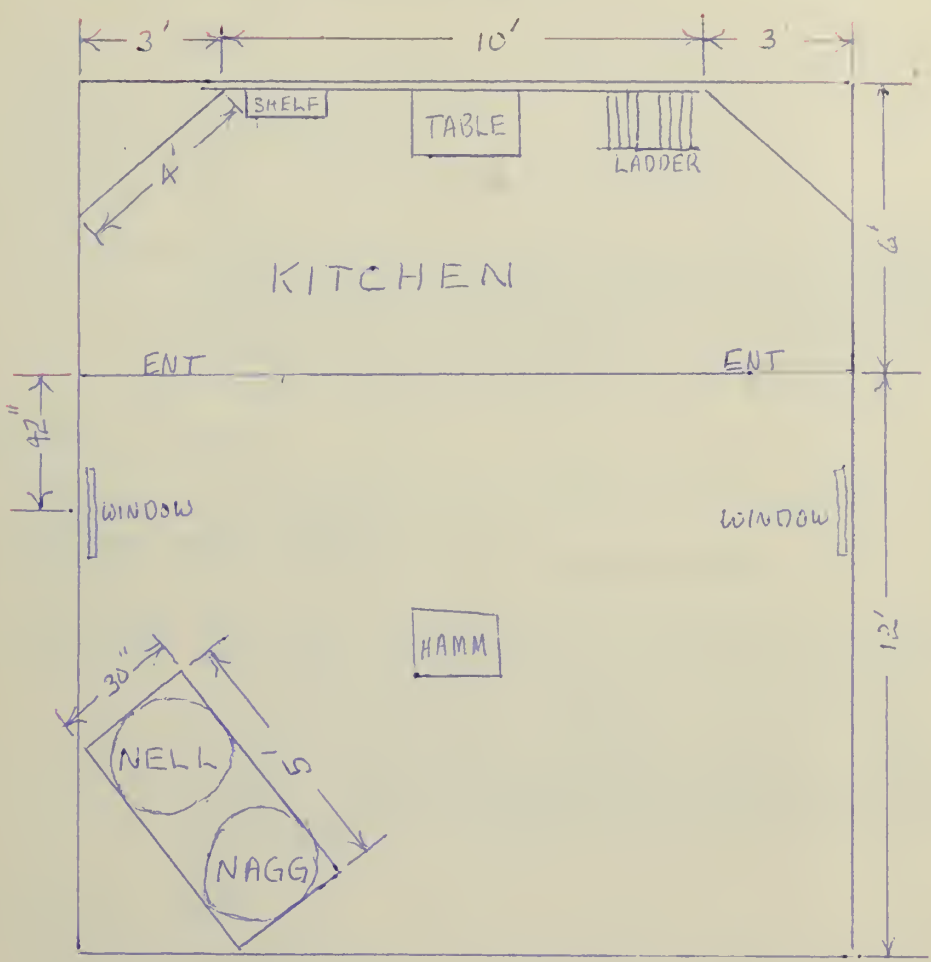 3' 10' 3'
SHELF TABLE LADDER
4'
6'
KITCHEN
ENT ENT
42"
WINDOW WINDOW
12'
HAMM
30"
5'
NELL
NAGG